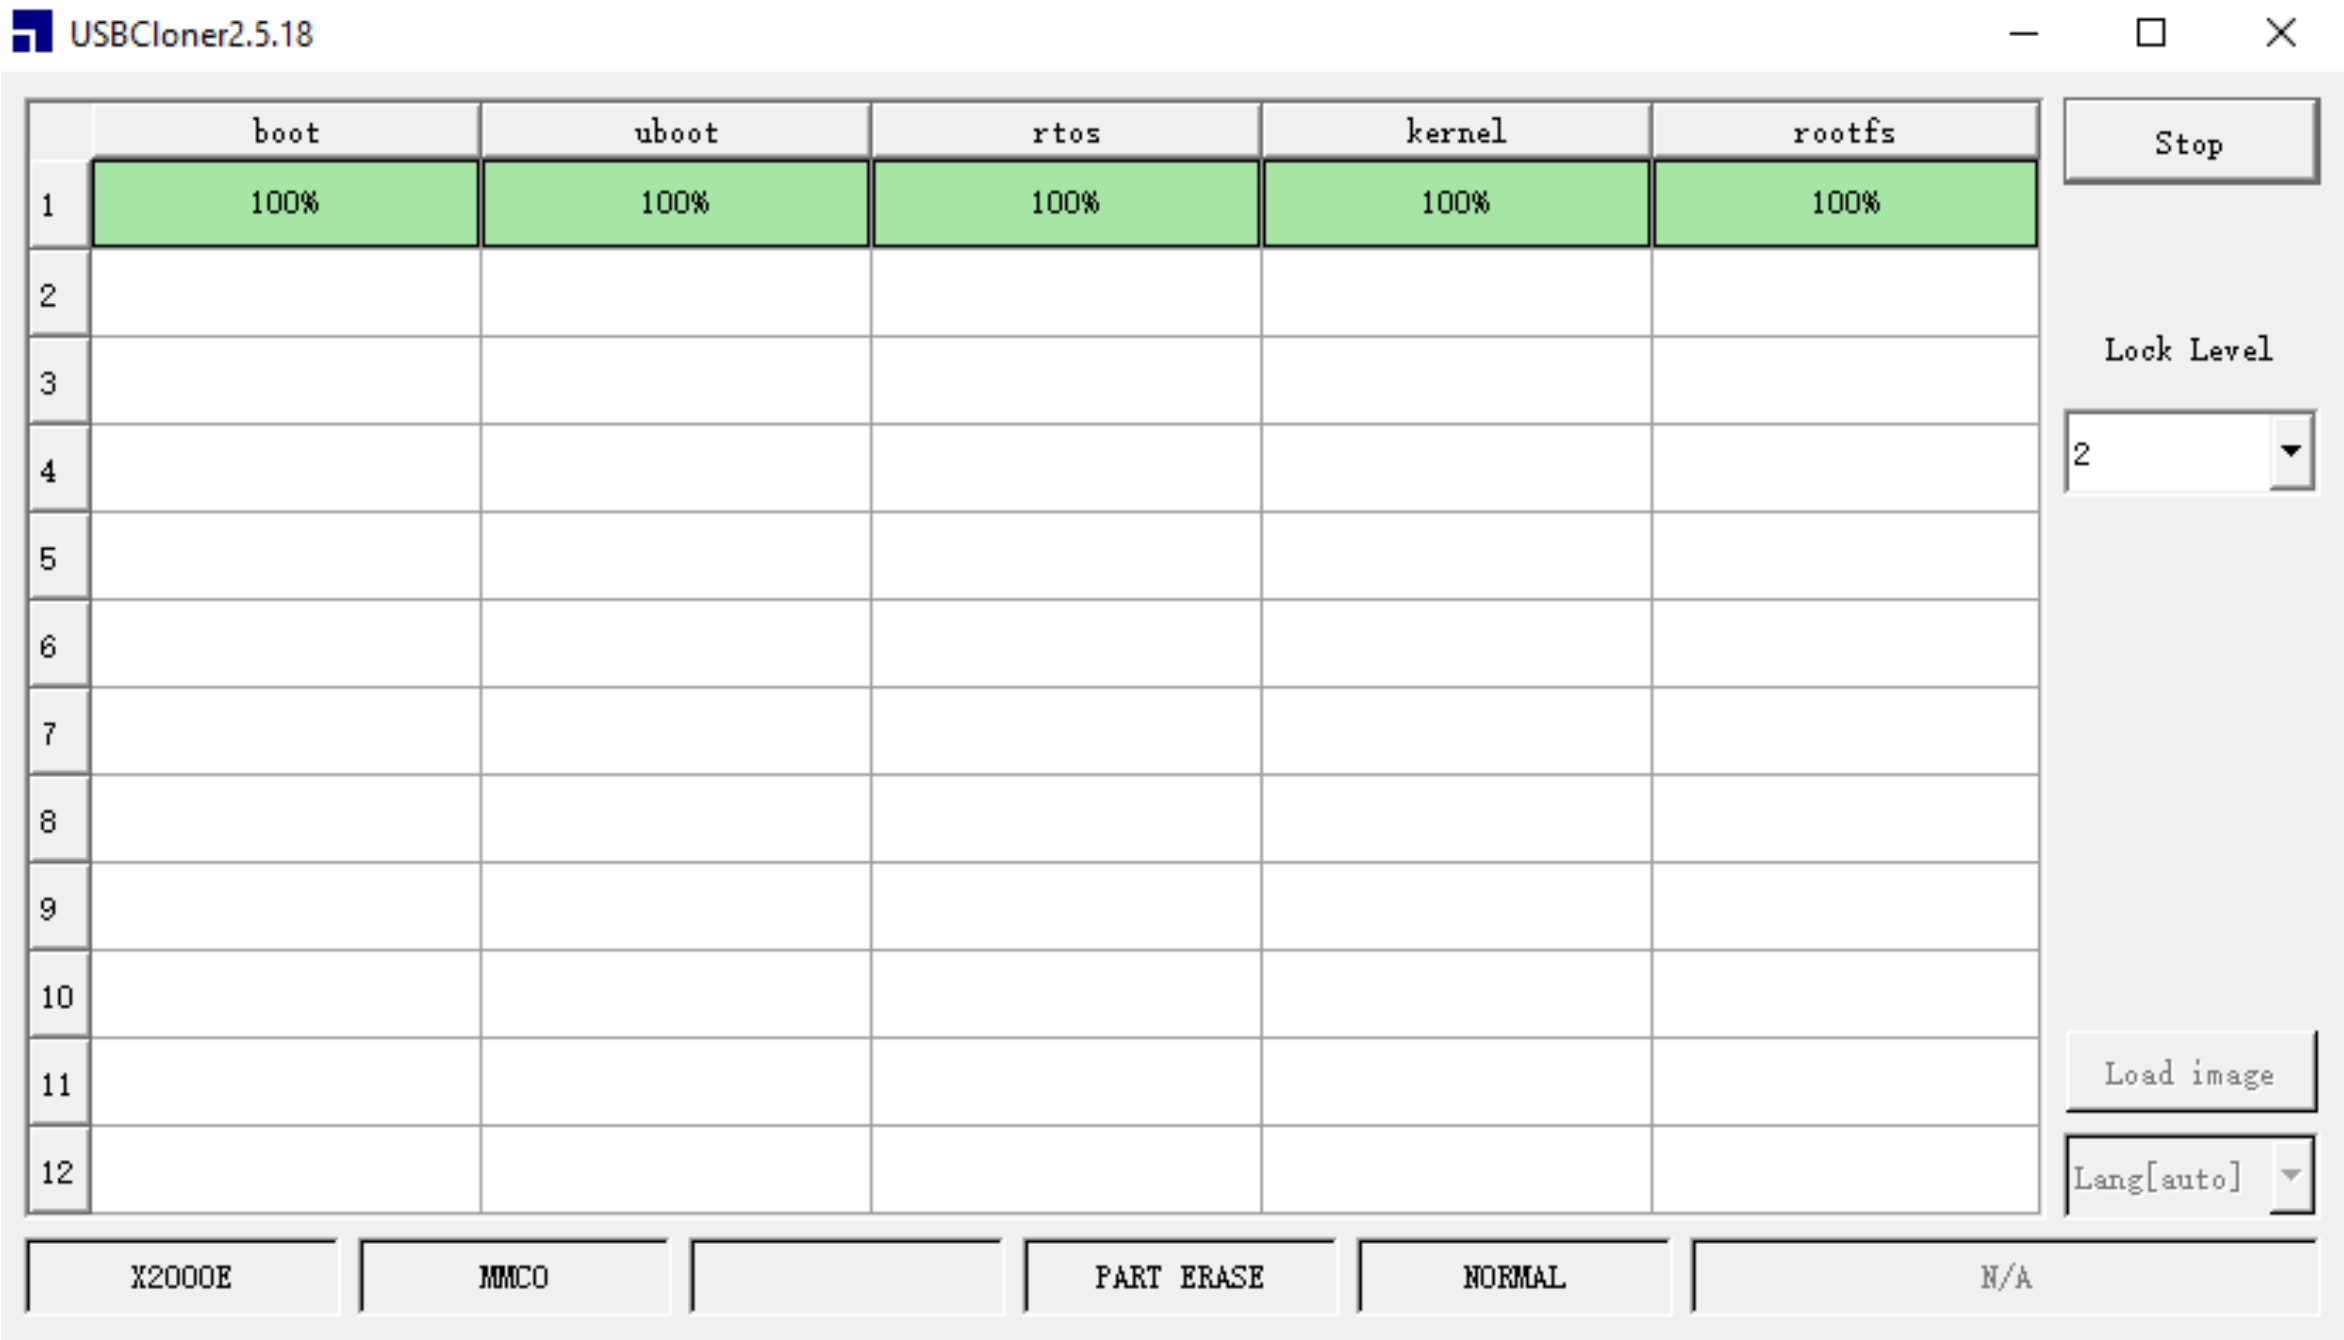 USBCloner2.5.18
boot uboot rtos kernel rootfs
Stop
1 100% 100% 100% 100% 100%
2
Lock Level
3
4
2
5
6
7
8
9
10
11
Load image
12
Lang[auto]
X2000E MMC0 PART ERASE NORMAL N/A